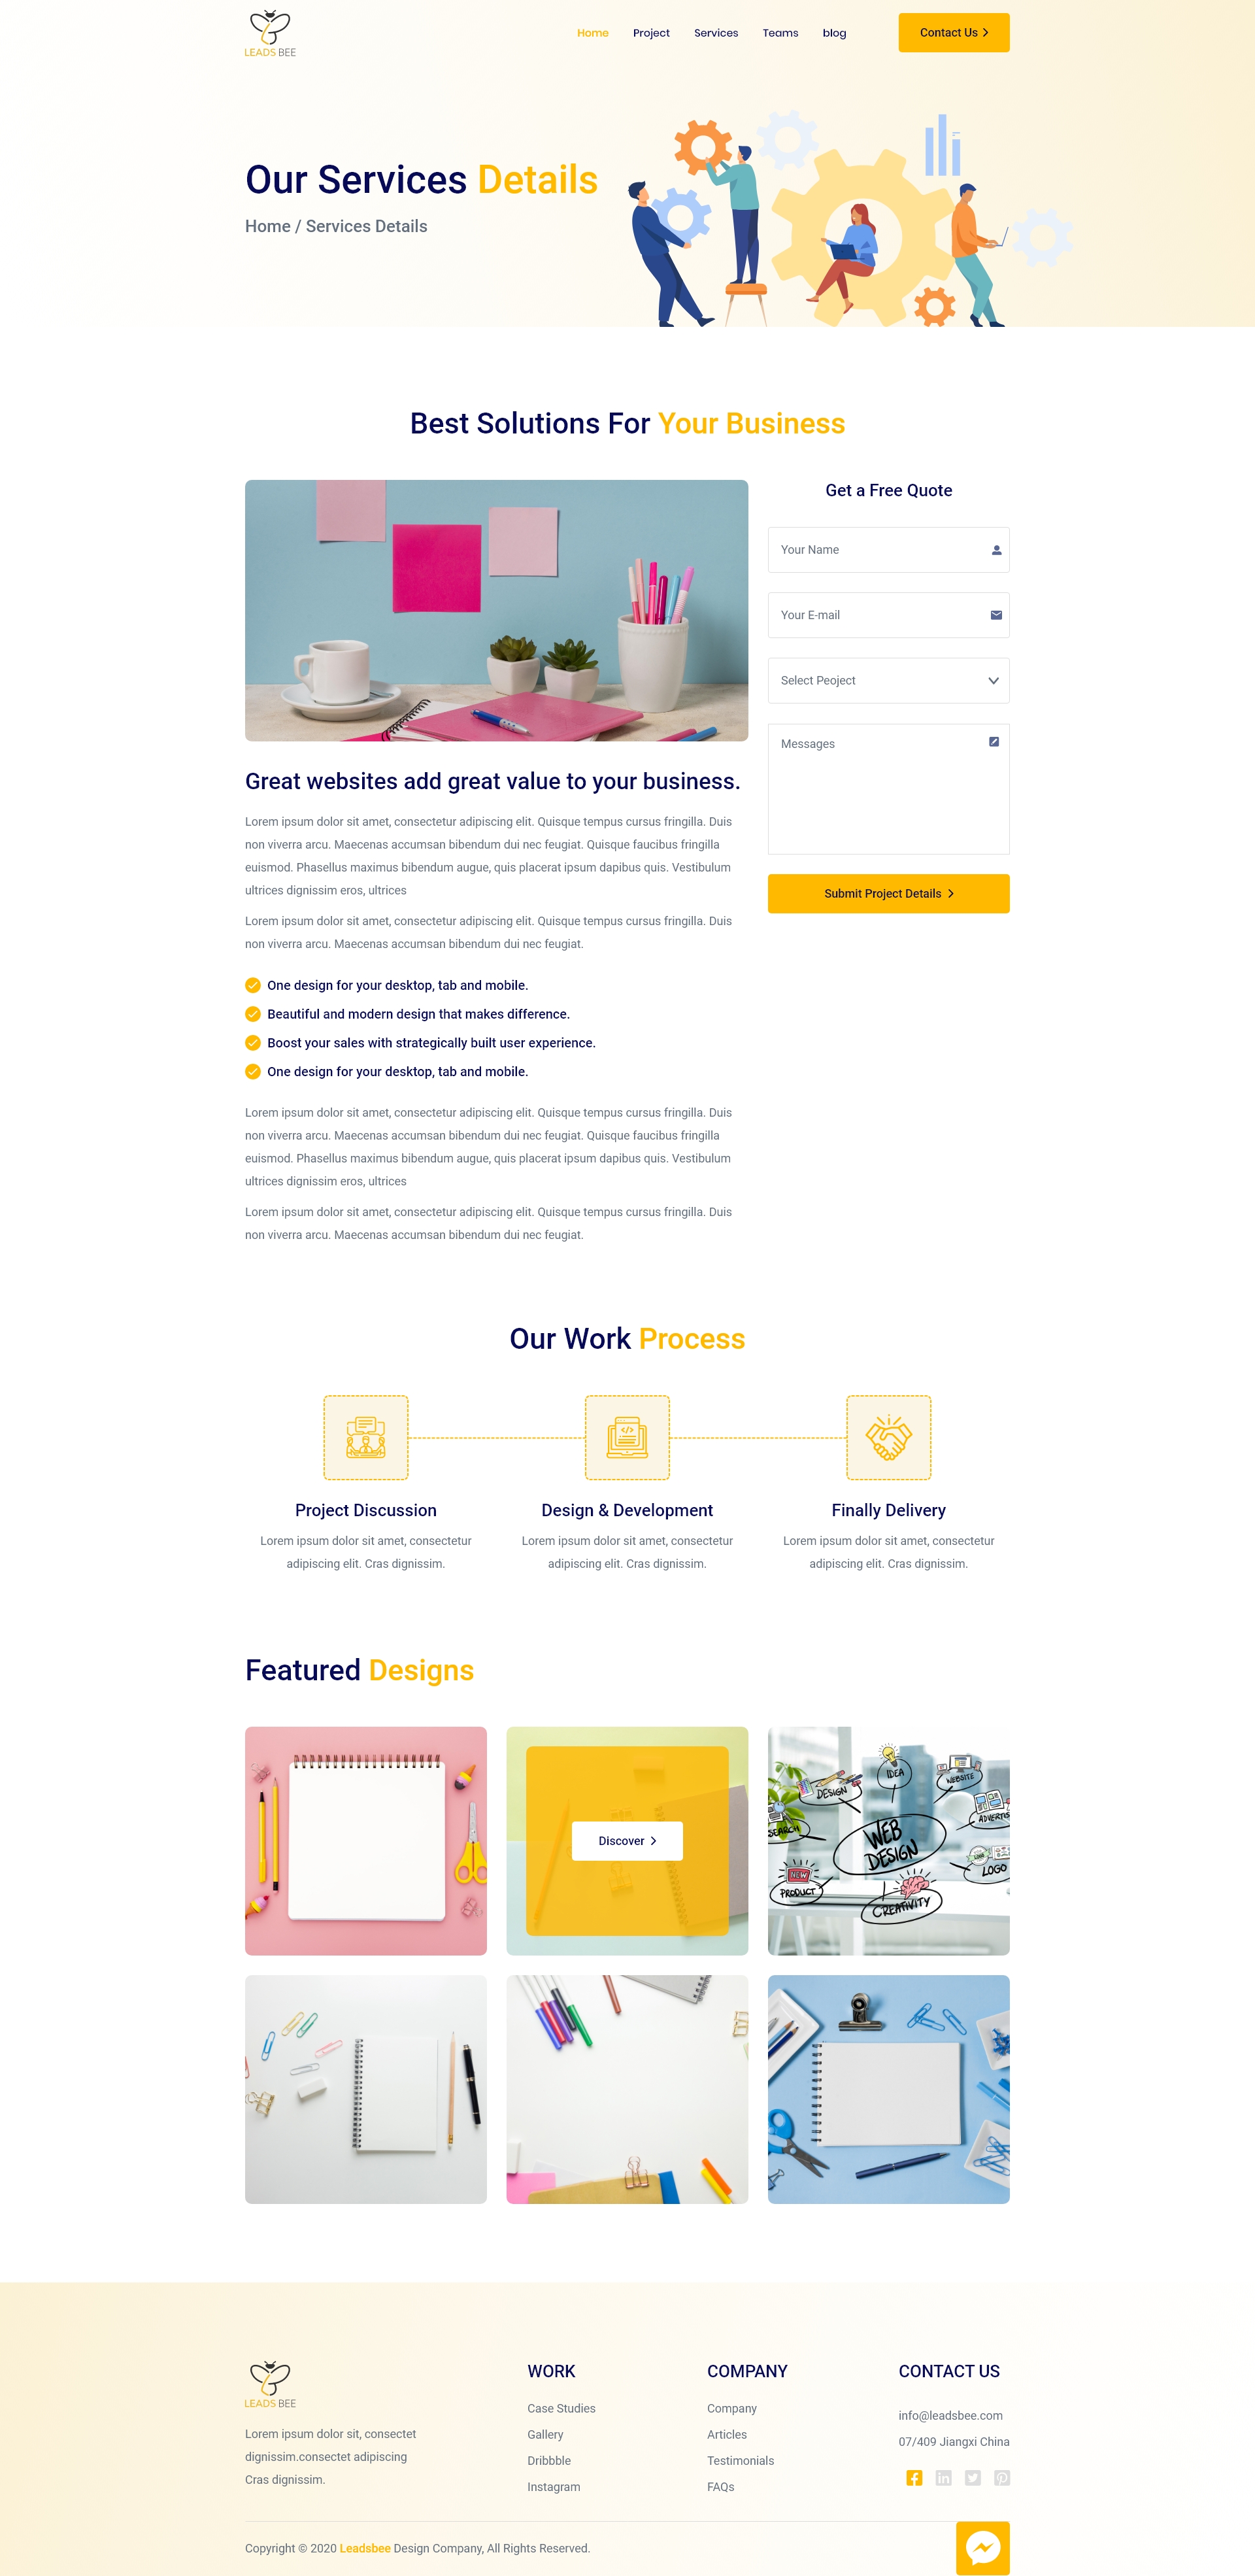 LEADS BEE
Home Project Services Teams blog Contact Us
Our Services Details
Home / Services Details
Best Solutions For Your Business
Get a Free Quote
Your Name
Your E-mail
Select Peoject
Messages
Submit Project Details
Great websites add great value to your business.
Lorem ipsum dolor sit amet, consectetur adipiscing elit. Quisque tempus cursus fringilla. Duis
non viverra arcu. Maecenas accumsan bibendum dui nec feugiat. Quisque faucibus fringilla
euismod. Phasellus maximus bibendum augue, quis placerat ipsum dapibus quis. Vestibulum
ultrices dignissim eros, ultrices
Lorem ipsum dolor sit amet, consectetur adipiscing elit. Quisque tempus cursus fringilla. Duis
non viverra arcu. Maecenas accumsan bibendum dui nec feugiat.
One design for your desktop, tab and mobile.
Beautiful and modern design that makes difference.
Boost your sales with strategically built user experience.
One design for your desktop, tab and mobile.
Lorem ipsum dolor sit amet, consectetur adipiscing elit. Quisque tempus cursus fringilla. Duis
non viverra arcu. Maecenas accumsan bibendum dui nec feugiat. Quisque faucibus fringilla
euismod. Phasellus maximus bibendum augue, quis placerat ipsum dapibus quis. Vestibulum
ultrices dignissim eros, ultrices
Lorem ipsum dolor sit amet, consectetur adipiscing elit. Quisque tempus cursus fringilla. Duis
non viverra arcu. Maecenas accumsan bibendum dui nec feugiat.
Our Work Process
Project Discussion
Lorem ipsum dolor sit amet, consectetur
adipiscing elit. Cras dignissim.
Design & Development
Lorem ipsum dolor sit amet, consectetur
adipiscing elit. Cras dignissim.
Finally Delivery
Lorem ipsum dolor sit amet, consectetur
adipiscing elit. Cras dignissim.
Featured Designs
Discover
IDEA
WEBSITE
DESIGN
ADVERTIS
SEARCH
WEB
DESIGN
LOGO
NEW
PRODUCT
CREATIVITY
LEADS BEE
Lorem ipsum dolor sit, consectet
dignissim.consectet adipiscing
Cras dignissim.
WORK
Case Studies
Gallery
Dribbble
Instagram
COMPANY
Company
Articles
Testimonials
FAQs
CONTACT US
info@leadsbee.com
07/409 Jiangxi China
Copyright © 2020 Leadsbee Design Company, All Rights Reserved.